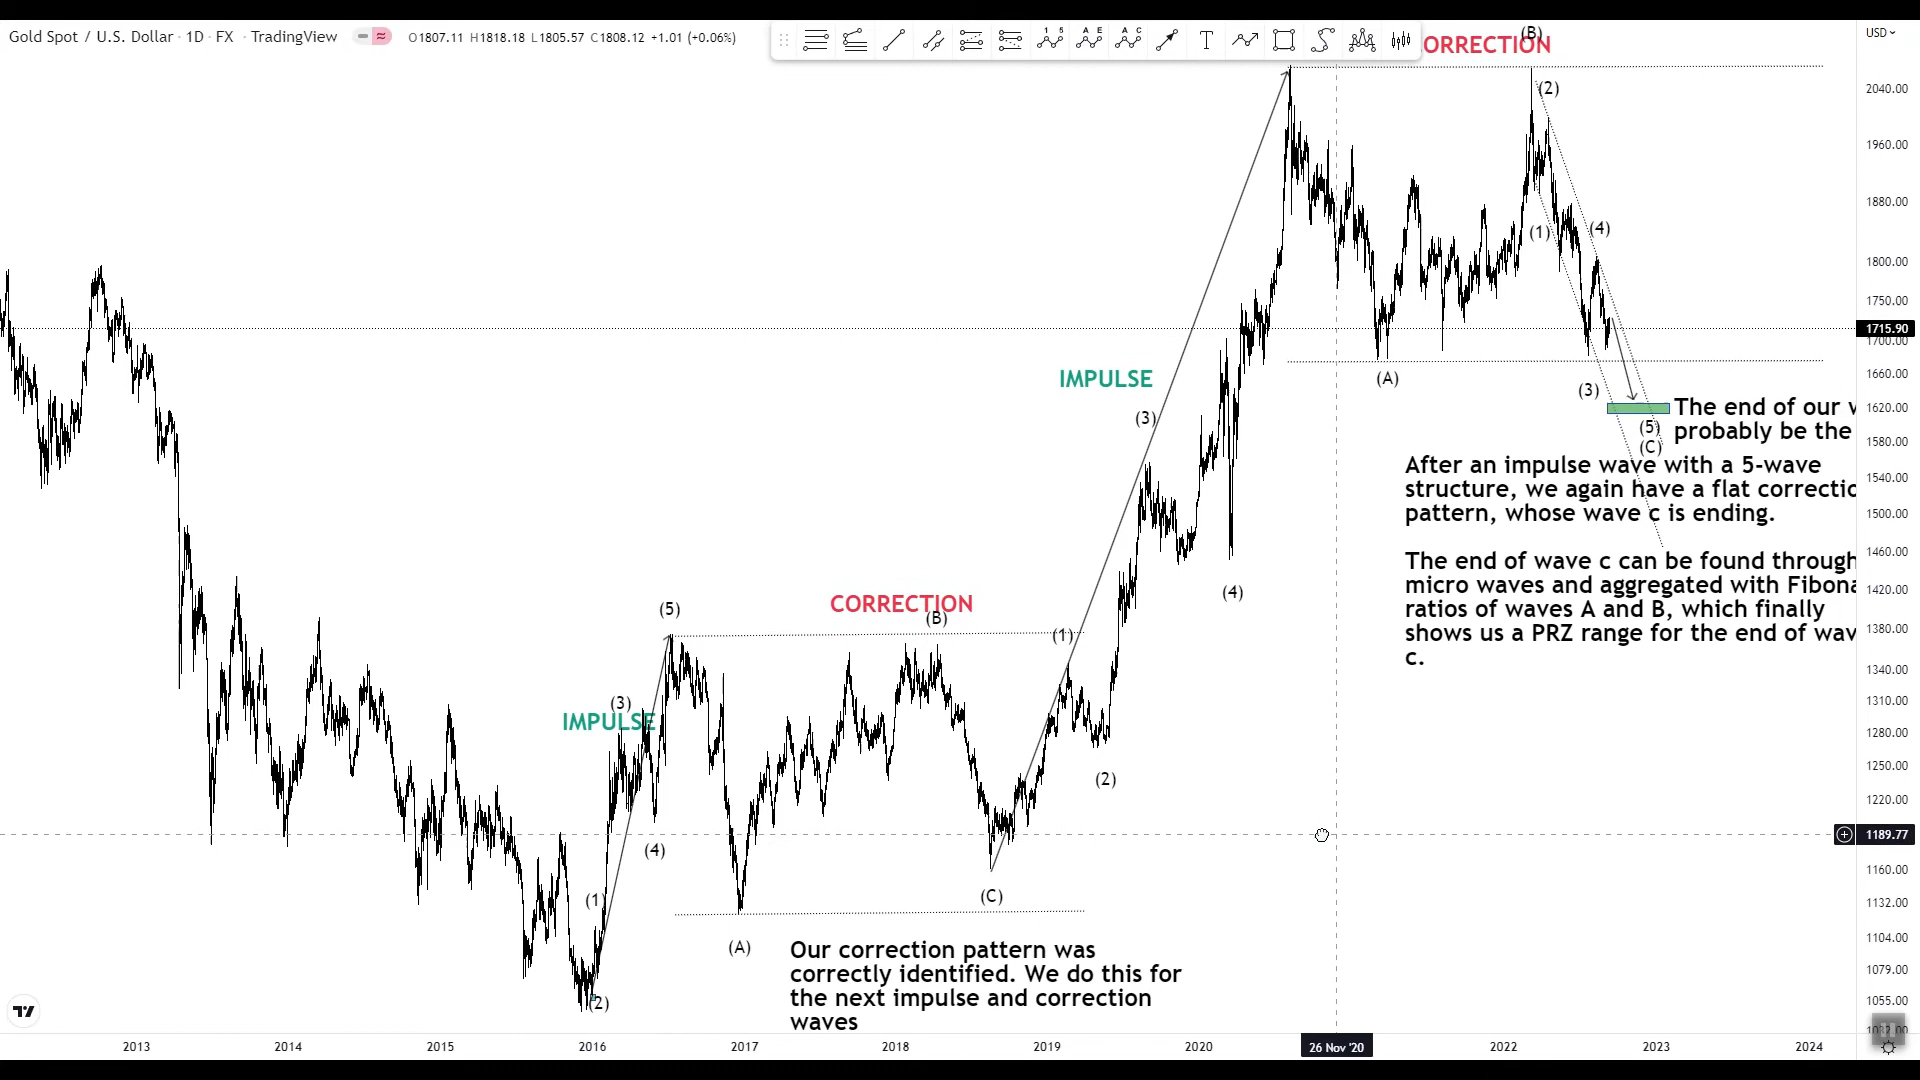 Gold Spot / U.S. Dollar · 1D · FX · TradingView
O1807.11 H1818.18 L1805.57 C1808.12 +1.01 (+0.06%)
1 5
A E
A C
T
USD
ORRECTION
(B)
(2)
(1)
(4)
(A)
(3)
(5)
(C)
2040.00
1960.00
1880.00
1800.00
1750.00
1715.90
1700.00
1660.00
1620.00
1580.00
1540.00
1500.00
1460.00
1420.00
1380.00
1340.00
1310.00
1280.00
1250.00
1220.00
1189.77
1160.00
1132.00
1104.00
1079.00
1055.00
1032.00
The end of our
probably be the
After an impulse wave with a 5-wave
structure, we again have a flat correctio
pattern, whose wave c is ending.
The end of wave c can be found through
micro waves and aggregated with Fibona
ratios of waves A and B, which finally
shows us a PRZ range for the end of wav
c.
IMPULSE
(3)
(4)
(1)
(2)
CORRECTION
(B)
(5)
(3)
IMPULSE
(4)
(1)
(2)
(C)
(A)
Our correction pattern was
correctly identified. We do this for
the next impulse and correction
waves
2013
2014
2015
2016
2017
2018
2019
2020
26 Nov '20
2022
2023
2024